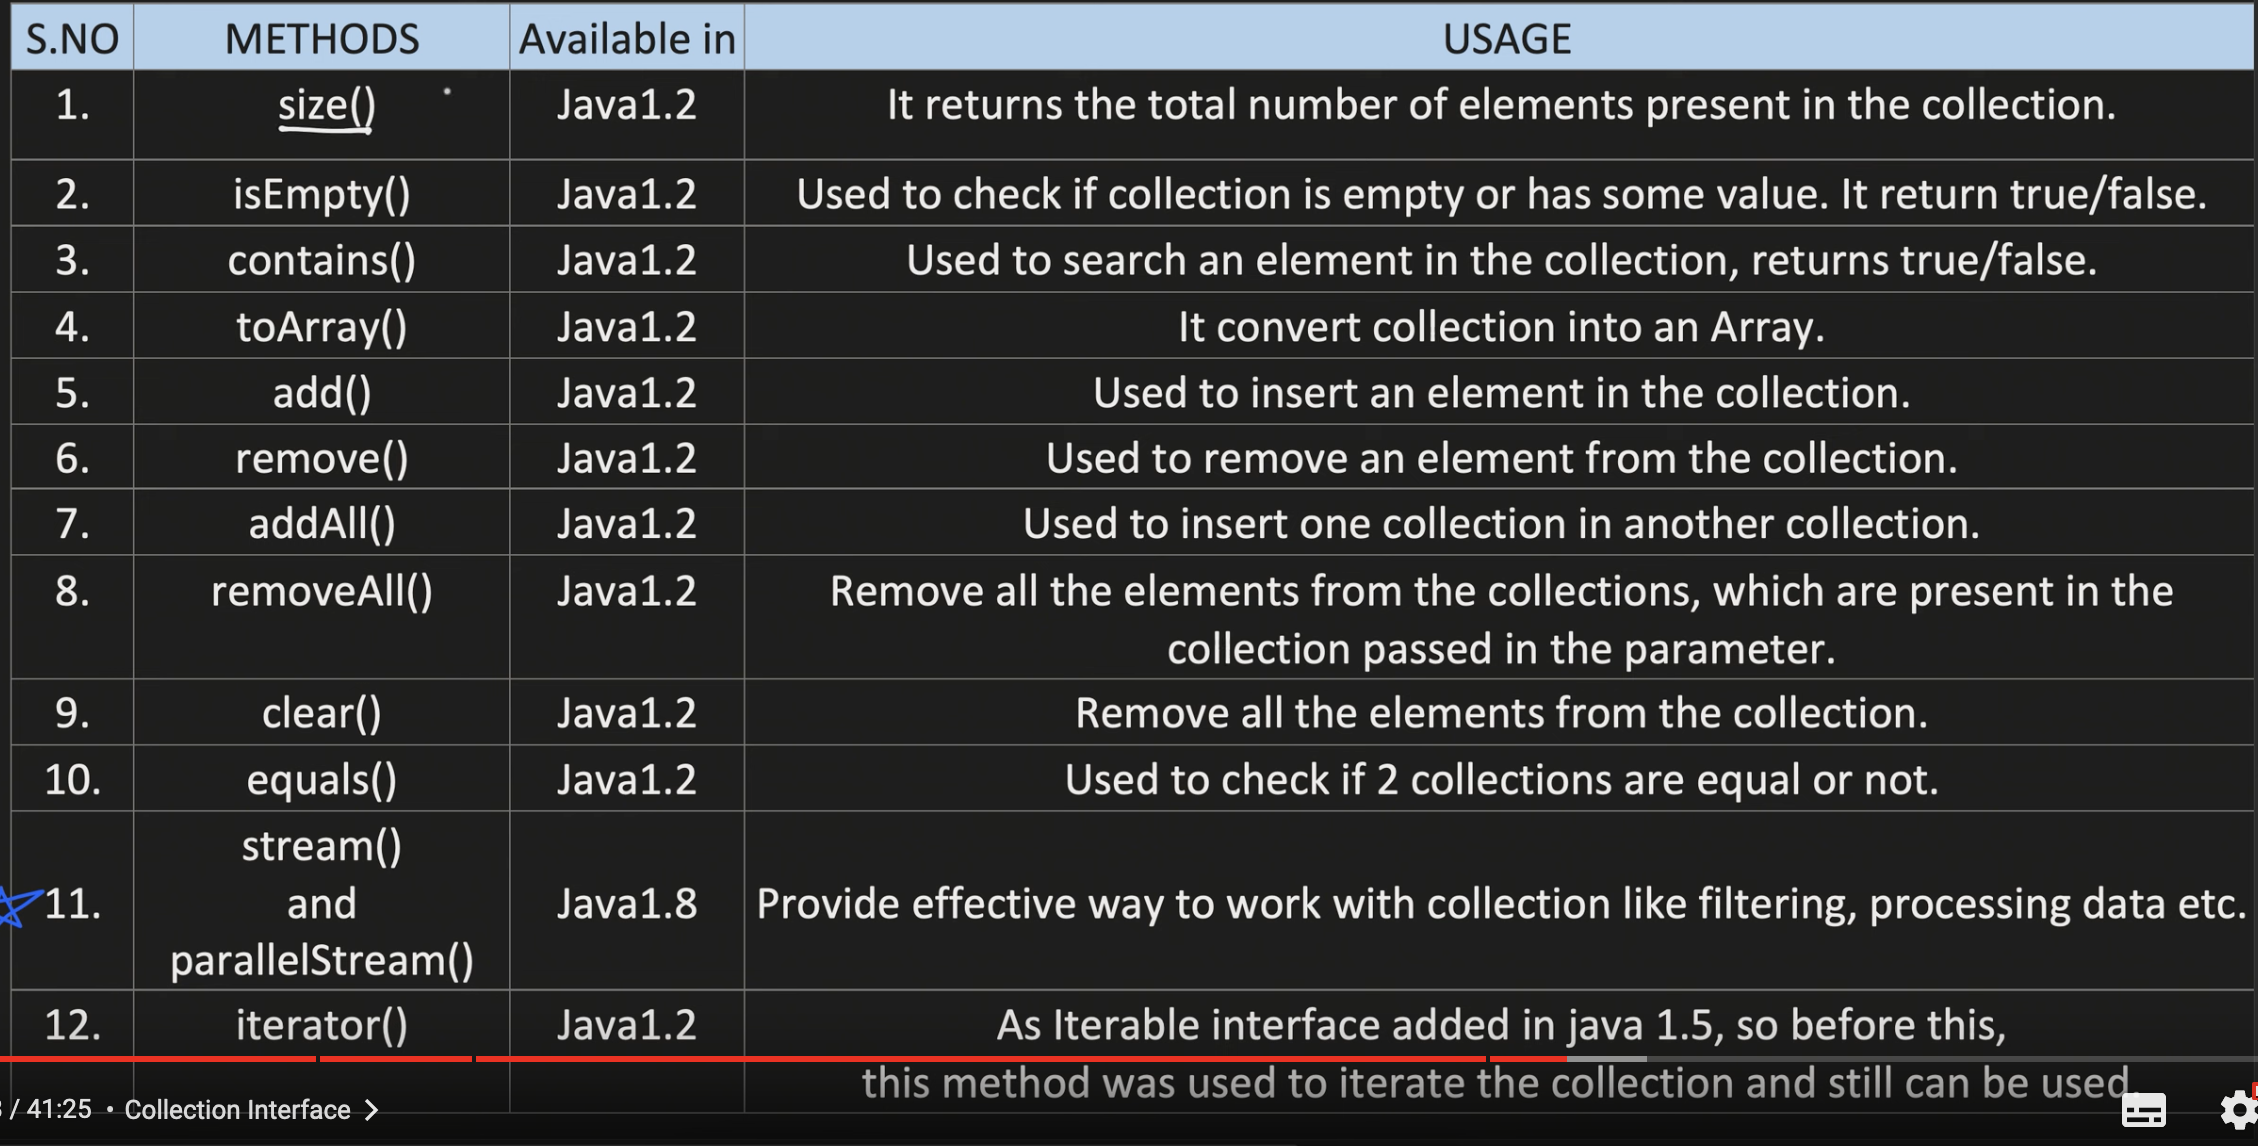 S.NO METHODS Available in USAGE
1. size() Java1.2 It returns the total number of elements present in the collection.
2. isEmpty() Java1.2 Used to check if collection is empty or has some value. It return true/false.
3. contains() Java1.2 Used to search an element in the collection, returns true/false.
4. toArray() Java1.2 It convert collection into an Array.
5. add() Java1.2 Used to insert an element in the collection.
6. remove() Java1.2 Used to remove an element from the collection.
7. addAll() Java1.2 Used to insert one collection in another collection.
8. removeAll() Java1.2 Remove all the elements from the collections, which are present in the
collection passed in the parameter.
9. clear() Java1.2 Remove all the elements from the collection.
10. equals() Java1.2 Used to check if 2 collections are equal or not.
stream()
11. and Java1.8 Provide effective way to work with collection like filtering, processing data etc.
parallelStream()
12. iterator() Java1.2 As Iterable interface added in java 1.5, so before this,
this method was used to iterate the collection and still can be used.
/ 41:25 • Collection Interface